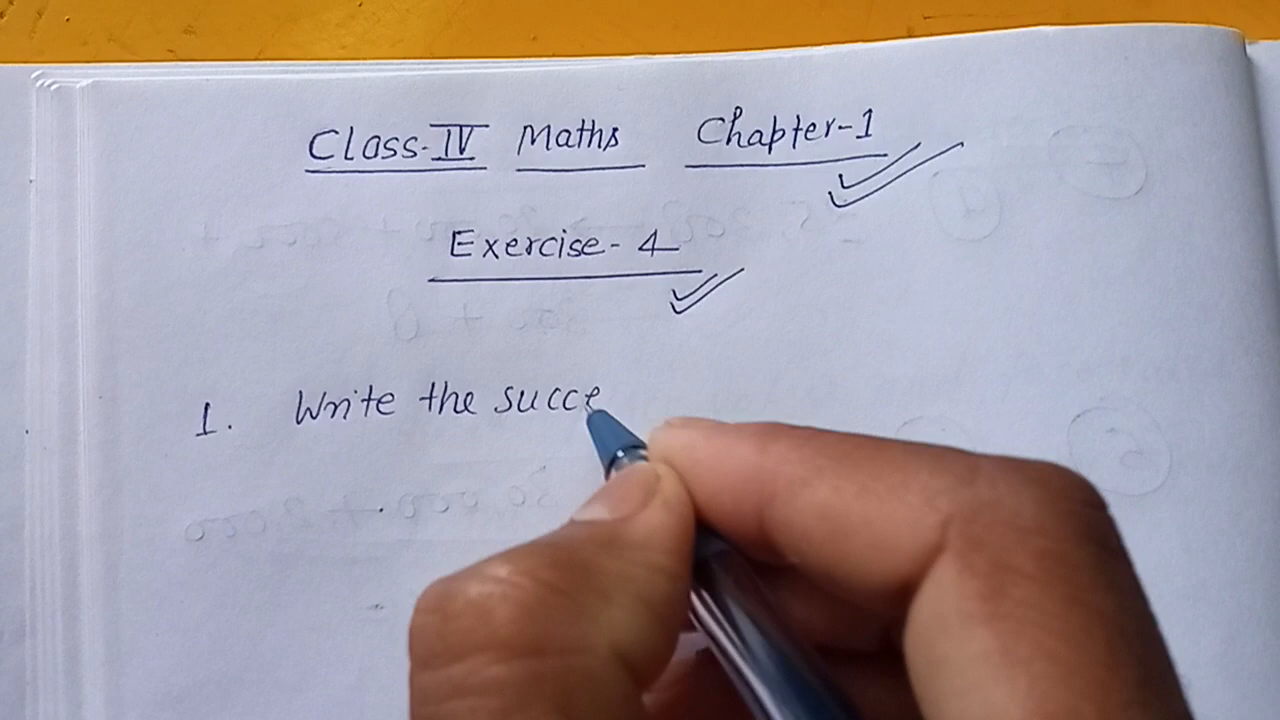 Class-IV Maths Chapter-1
Exercise-4
1. Write the succe